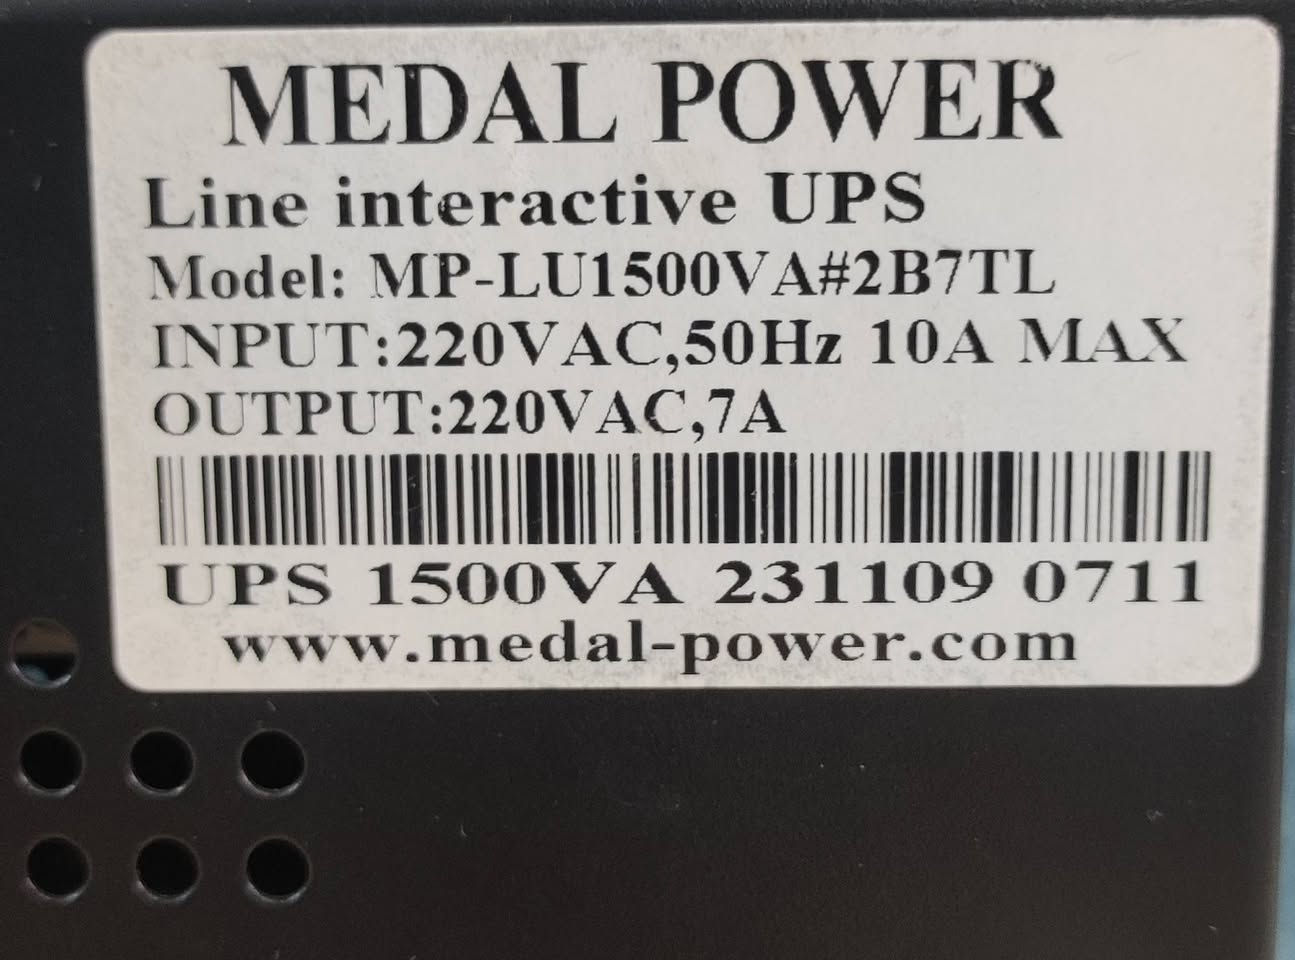 MEDAL POWER
Line interactive UPS
Model: MP-LU1500VA#2B7TL
INPUT:220VAC,50Hz 10A MAX
OUTPUT:220VAC,7A
UPS 1500VA 231109 0711
www.medal-power.com